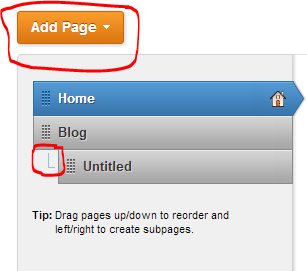 Add Page
Home
Blog
Untitled
Tip: Drag pages up/down to reorder and
left/right to create subpages.